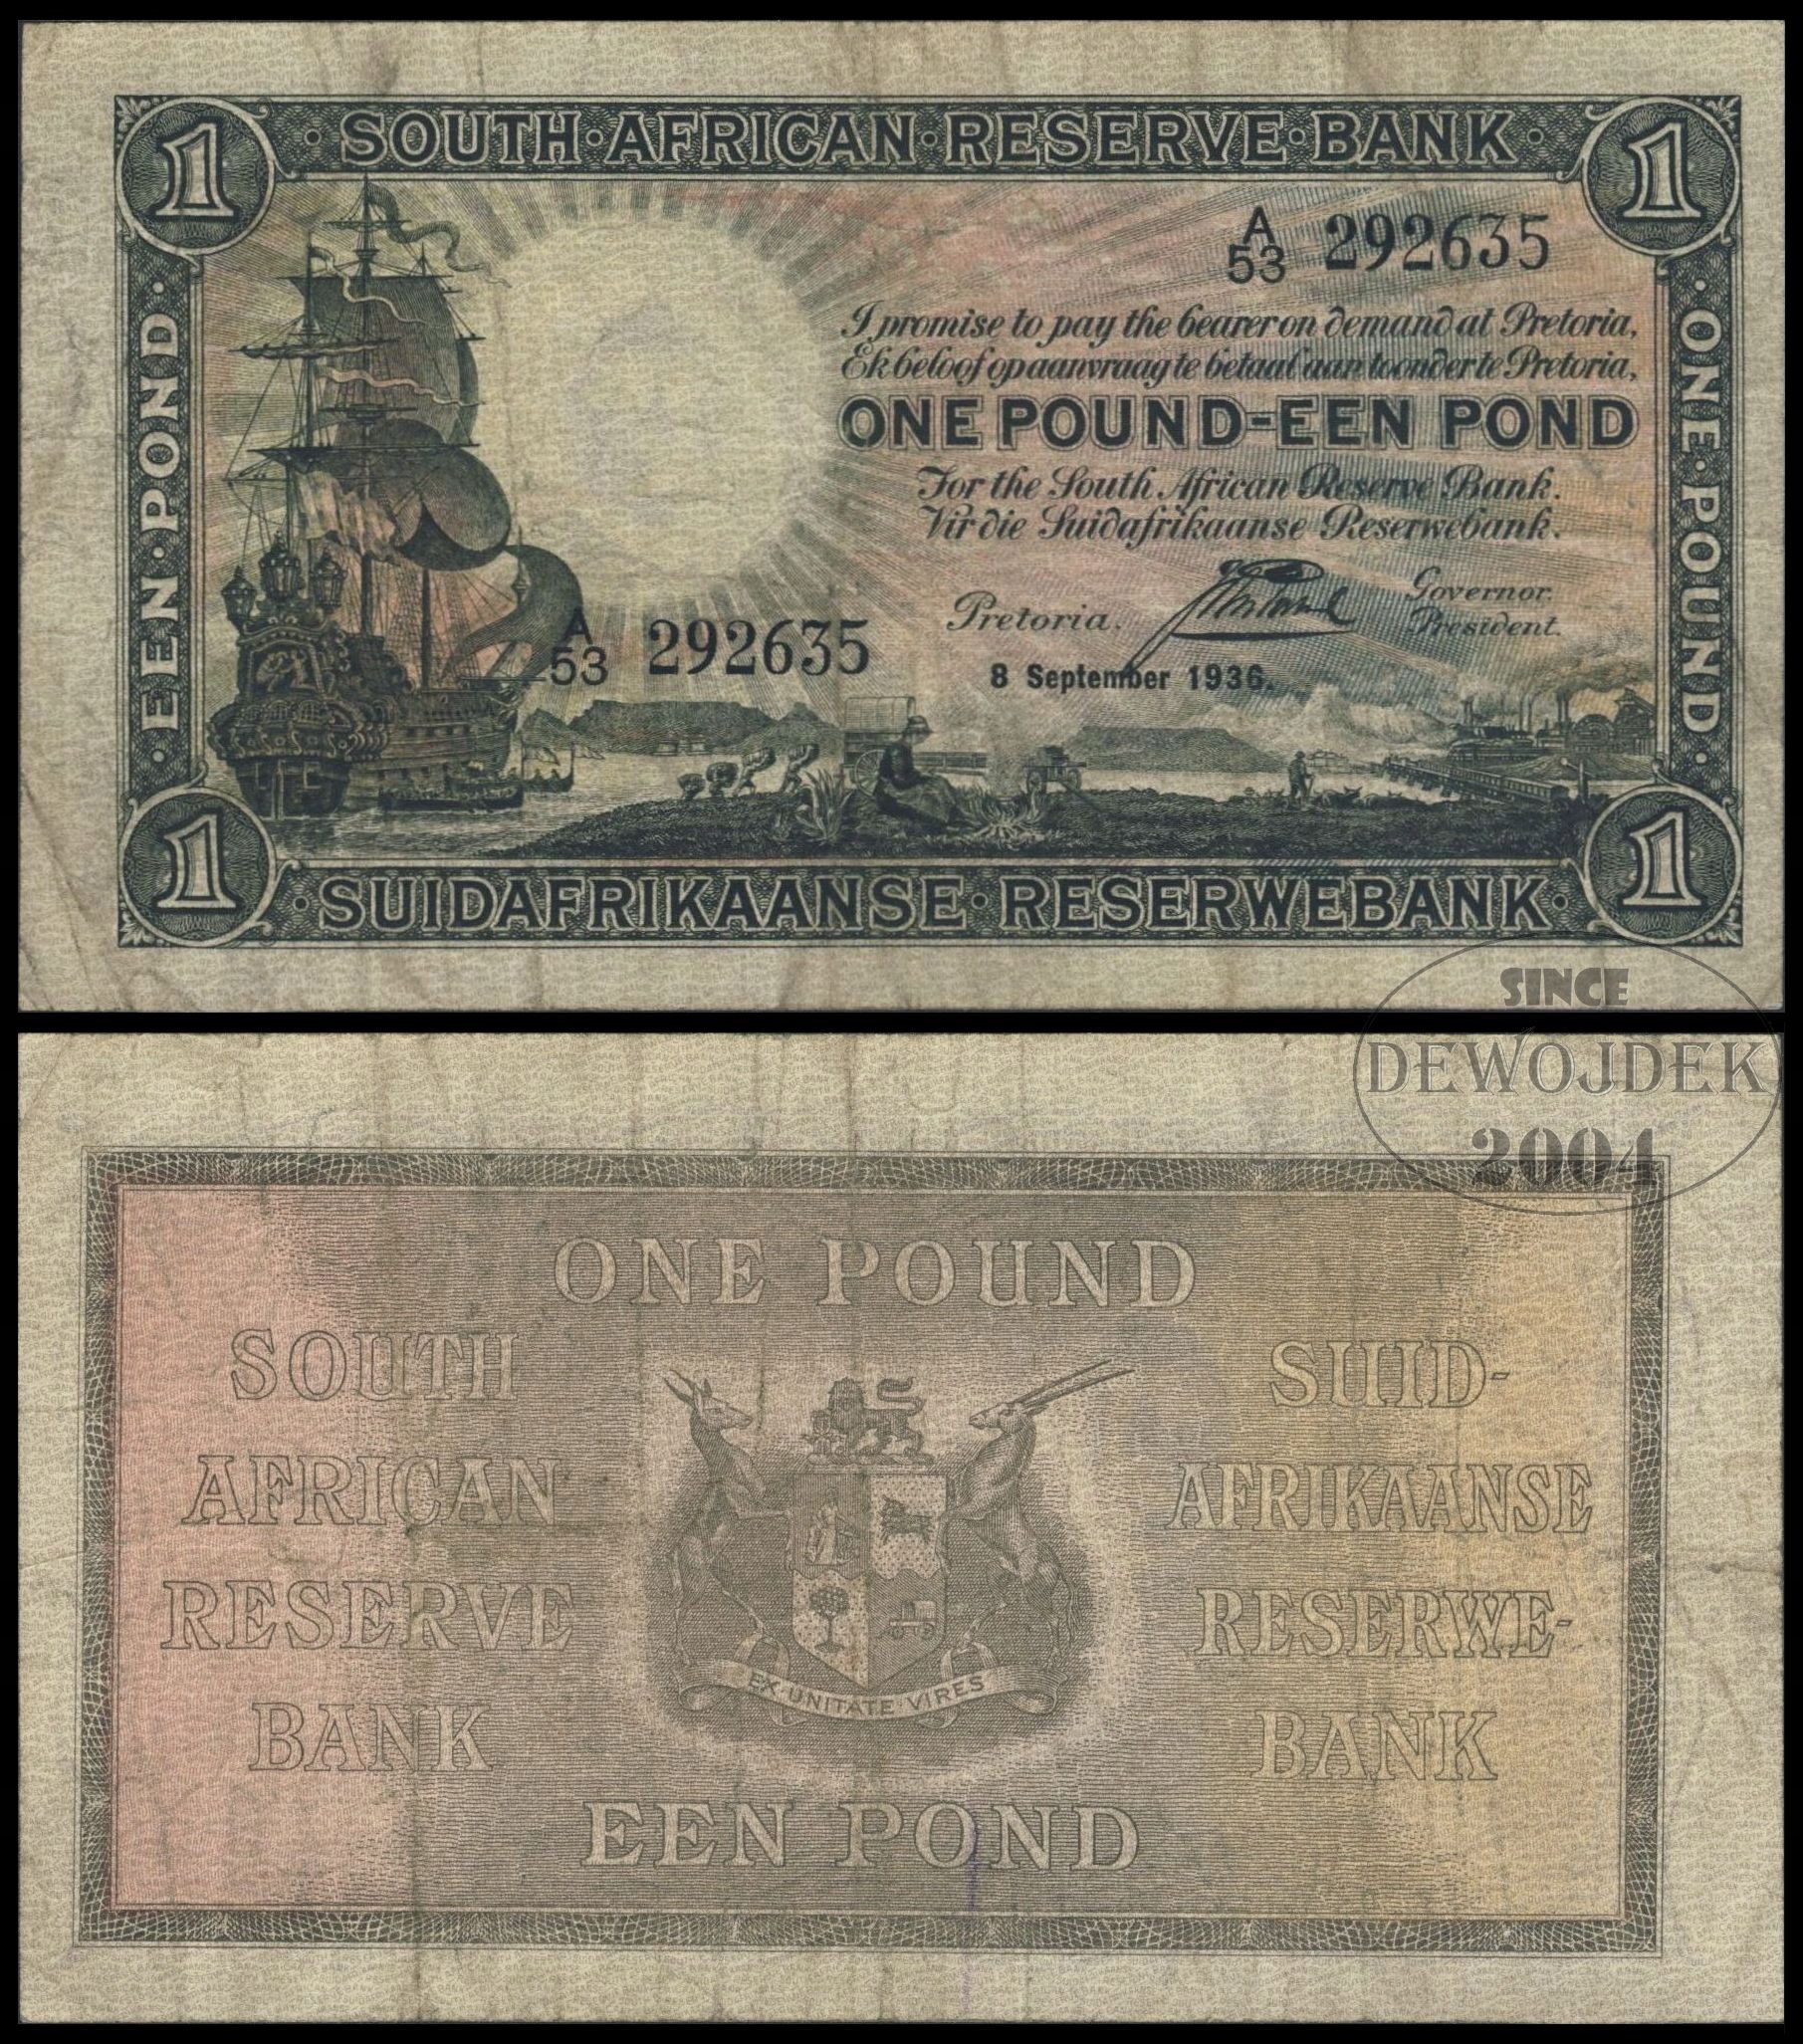 1
SOUTH·AFRICAN·RESERVE·BANK
1
A
53 292635
I promise to pay the bearer on demand at Pretoria,
Ek beloof op aanvraag te betaal aan toonder te Pretoria,
ONE POUND=EEN POND
For the South African Reserve Bank.
Vir die Suidafrikaanse Reserwebank.
Pretoria.
Governor.
President.
8 September 1936.
A
53 292635
EEN·POND
ONE·POUND
1
SUIDAFRIKAANSE·RESERWEBANK
1
SINCE
DEWOJDEK
2004
ONE POUND
SOUTH
AFRICAN
RESERVE
BANK
SUID-
AFRIKAANSE
RESERWE-
BANK
EX·UNITATE·VIRES
EEN POND